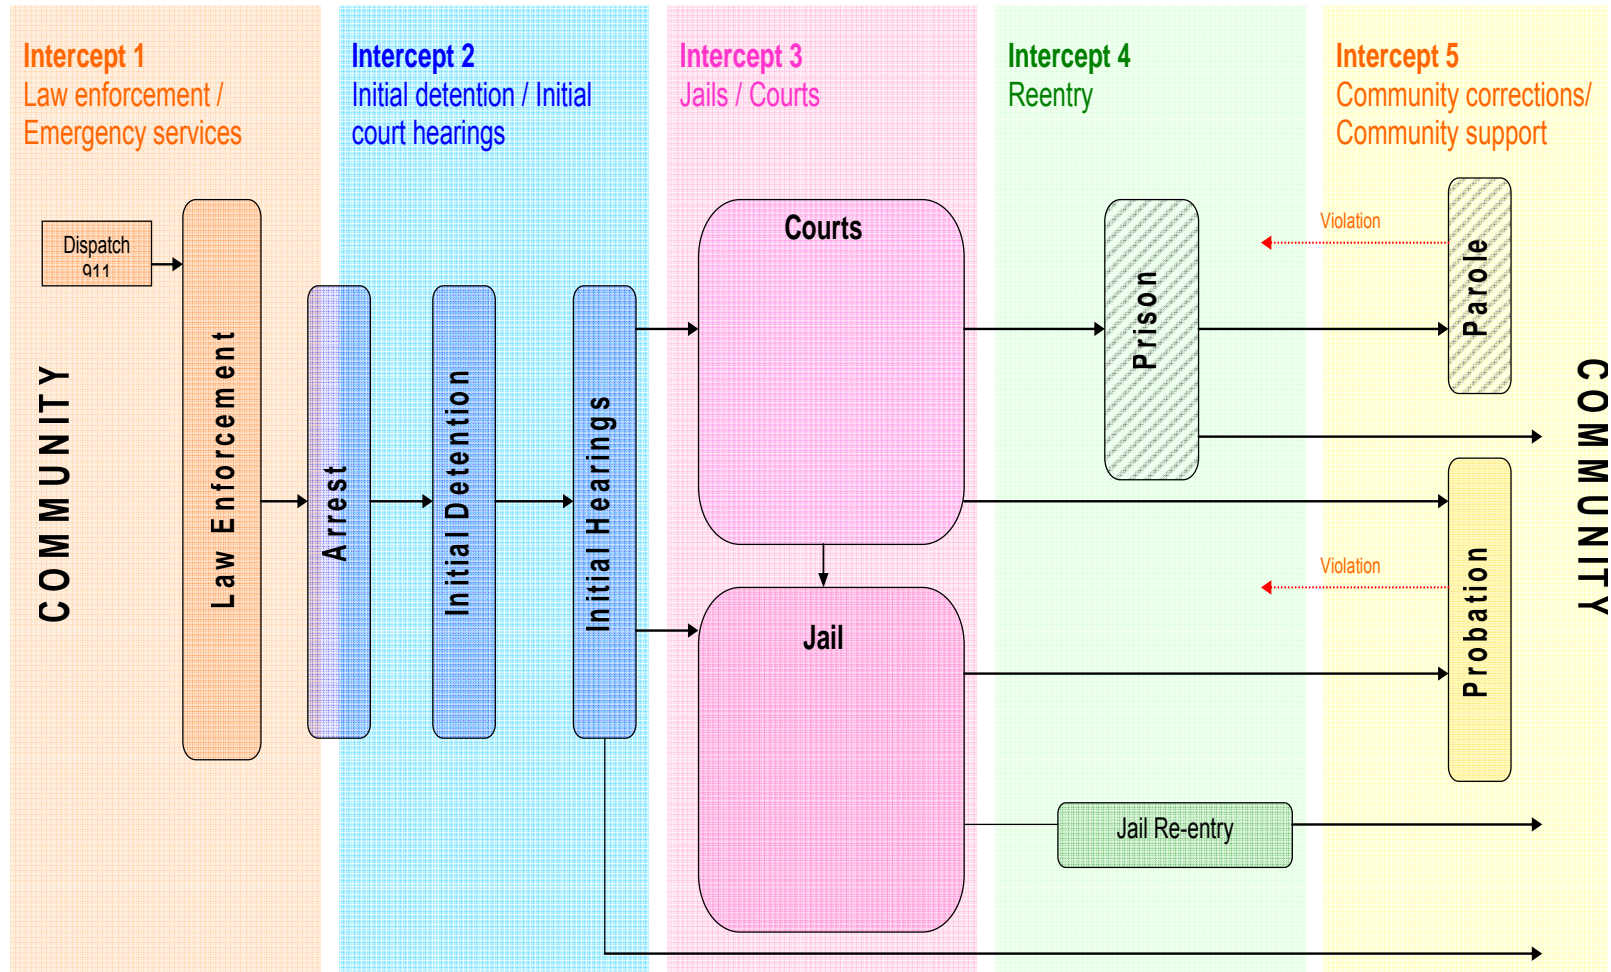 Intercept 1
Law enforcement /
Emergency services
Intercept 2
Initial detention / Initial
court hearings
Intercept 3
Jails / Courts
Intercept 4
Reentry
Intercept 5
Community corrections/
Community support
COMMUNITY
Dispatch
911
Law Enforcement
Arrest
Initial Detention
Initial Hearings
Courts
Jail
Prison
Violation
Parole
Violation
Probation
Jail Re-entry
COMMUNITY